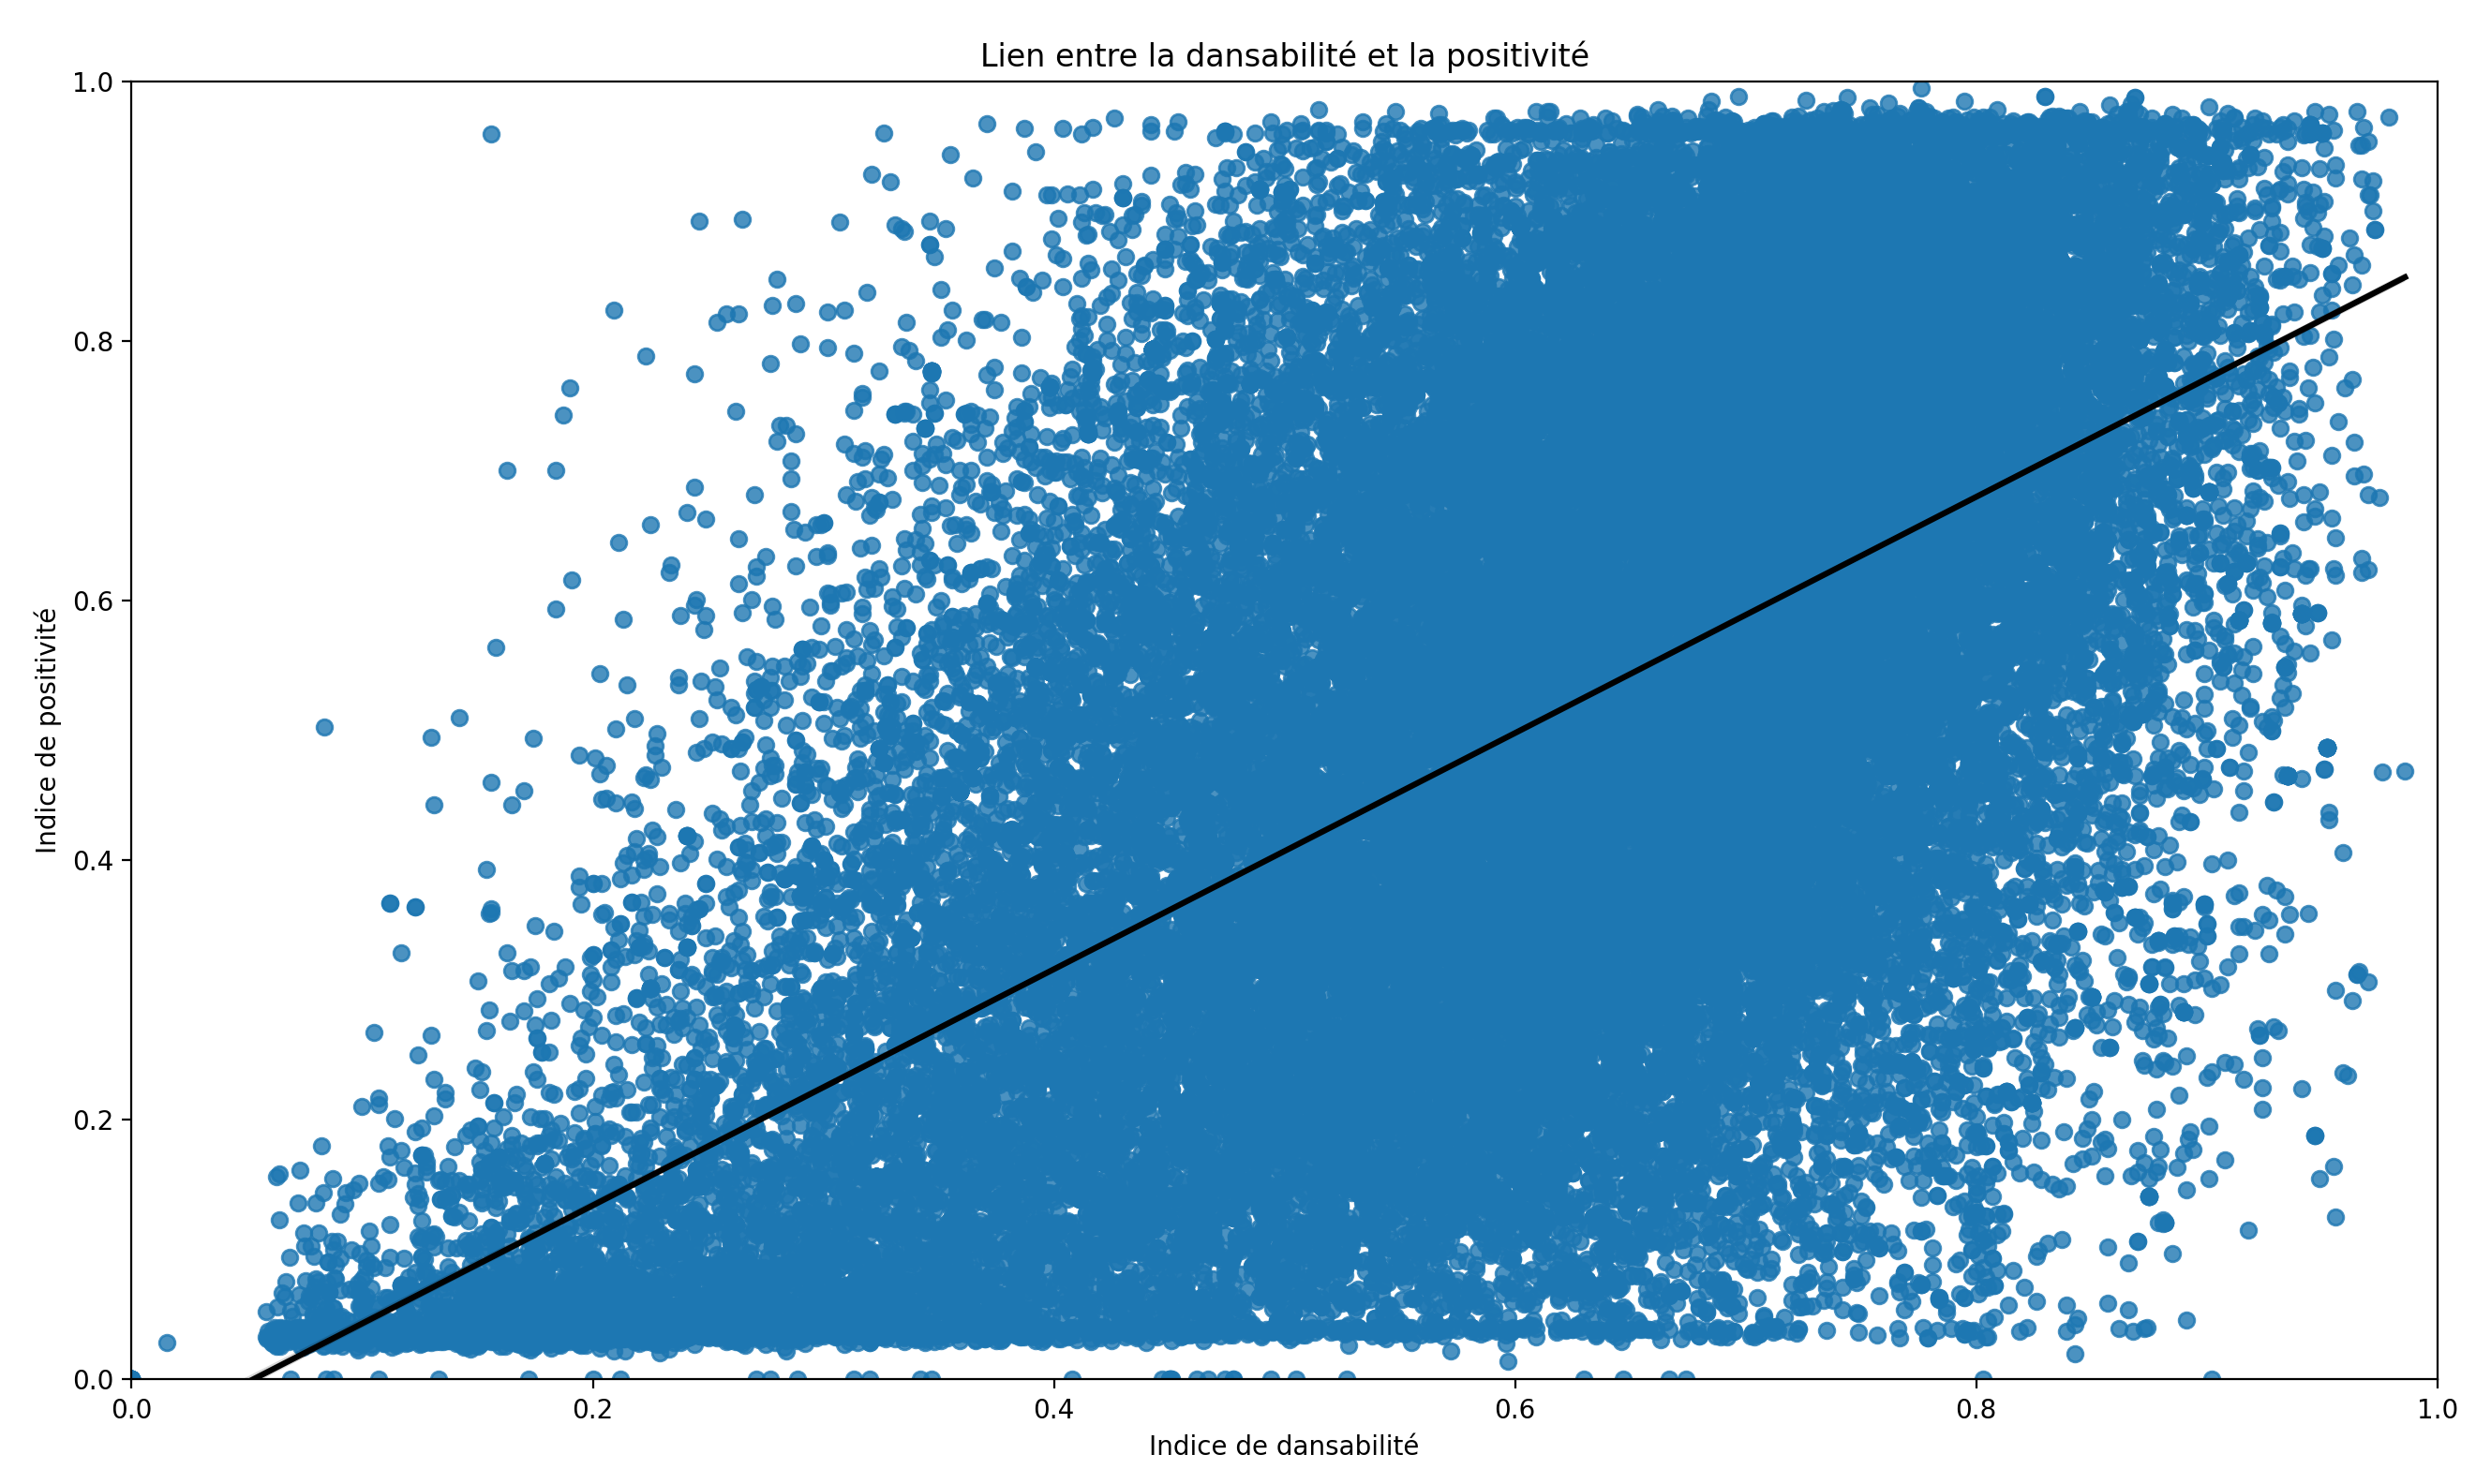 Lien entre la dansabilité et la positivité
1.0
0.8
0.6
0.4
0.2
0.0
Indice de positivité
0.0 0.2 0.4 0.6 0.8 1.0
Indice de dansabilité